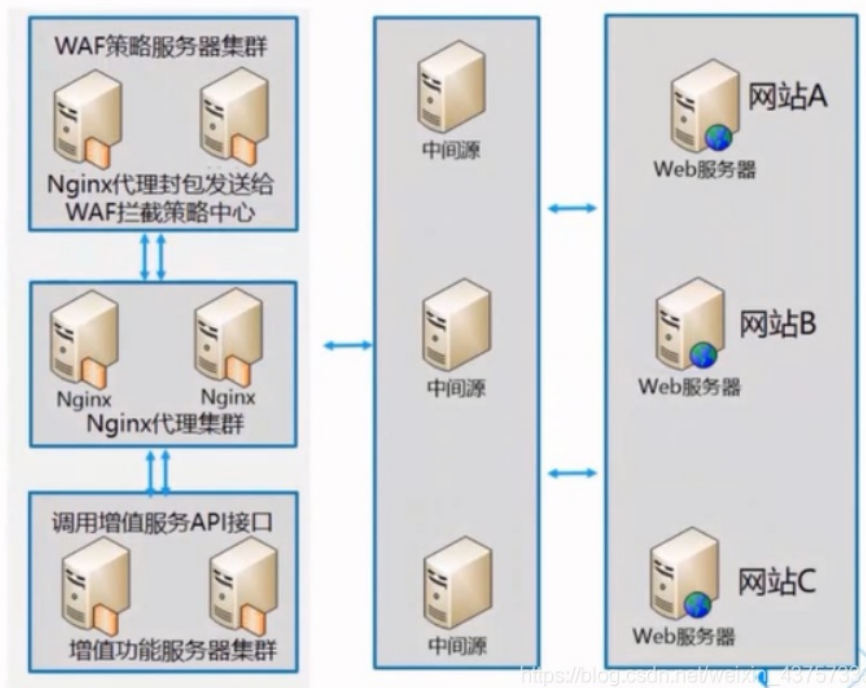 WAF策略服务器集群
Nginx代理封包发送给
WAF拦截策略中心
Nginx
Nginx
Nginx代理集群
调用增值服务API接口
增值功能服务器集群
中间源
中间源
中间源
网站A
Web服务器
网站B
Web服务器
网站C
Web服务器